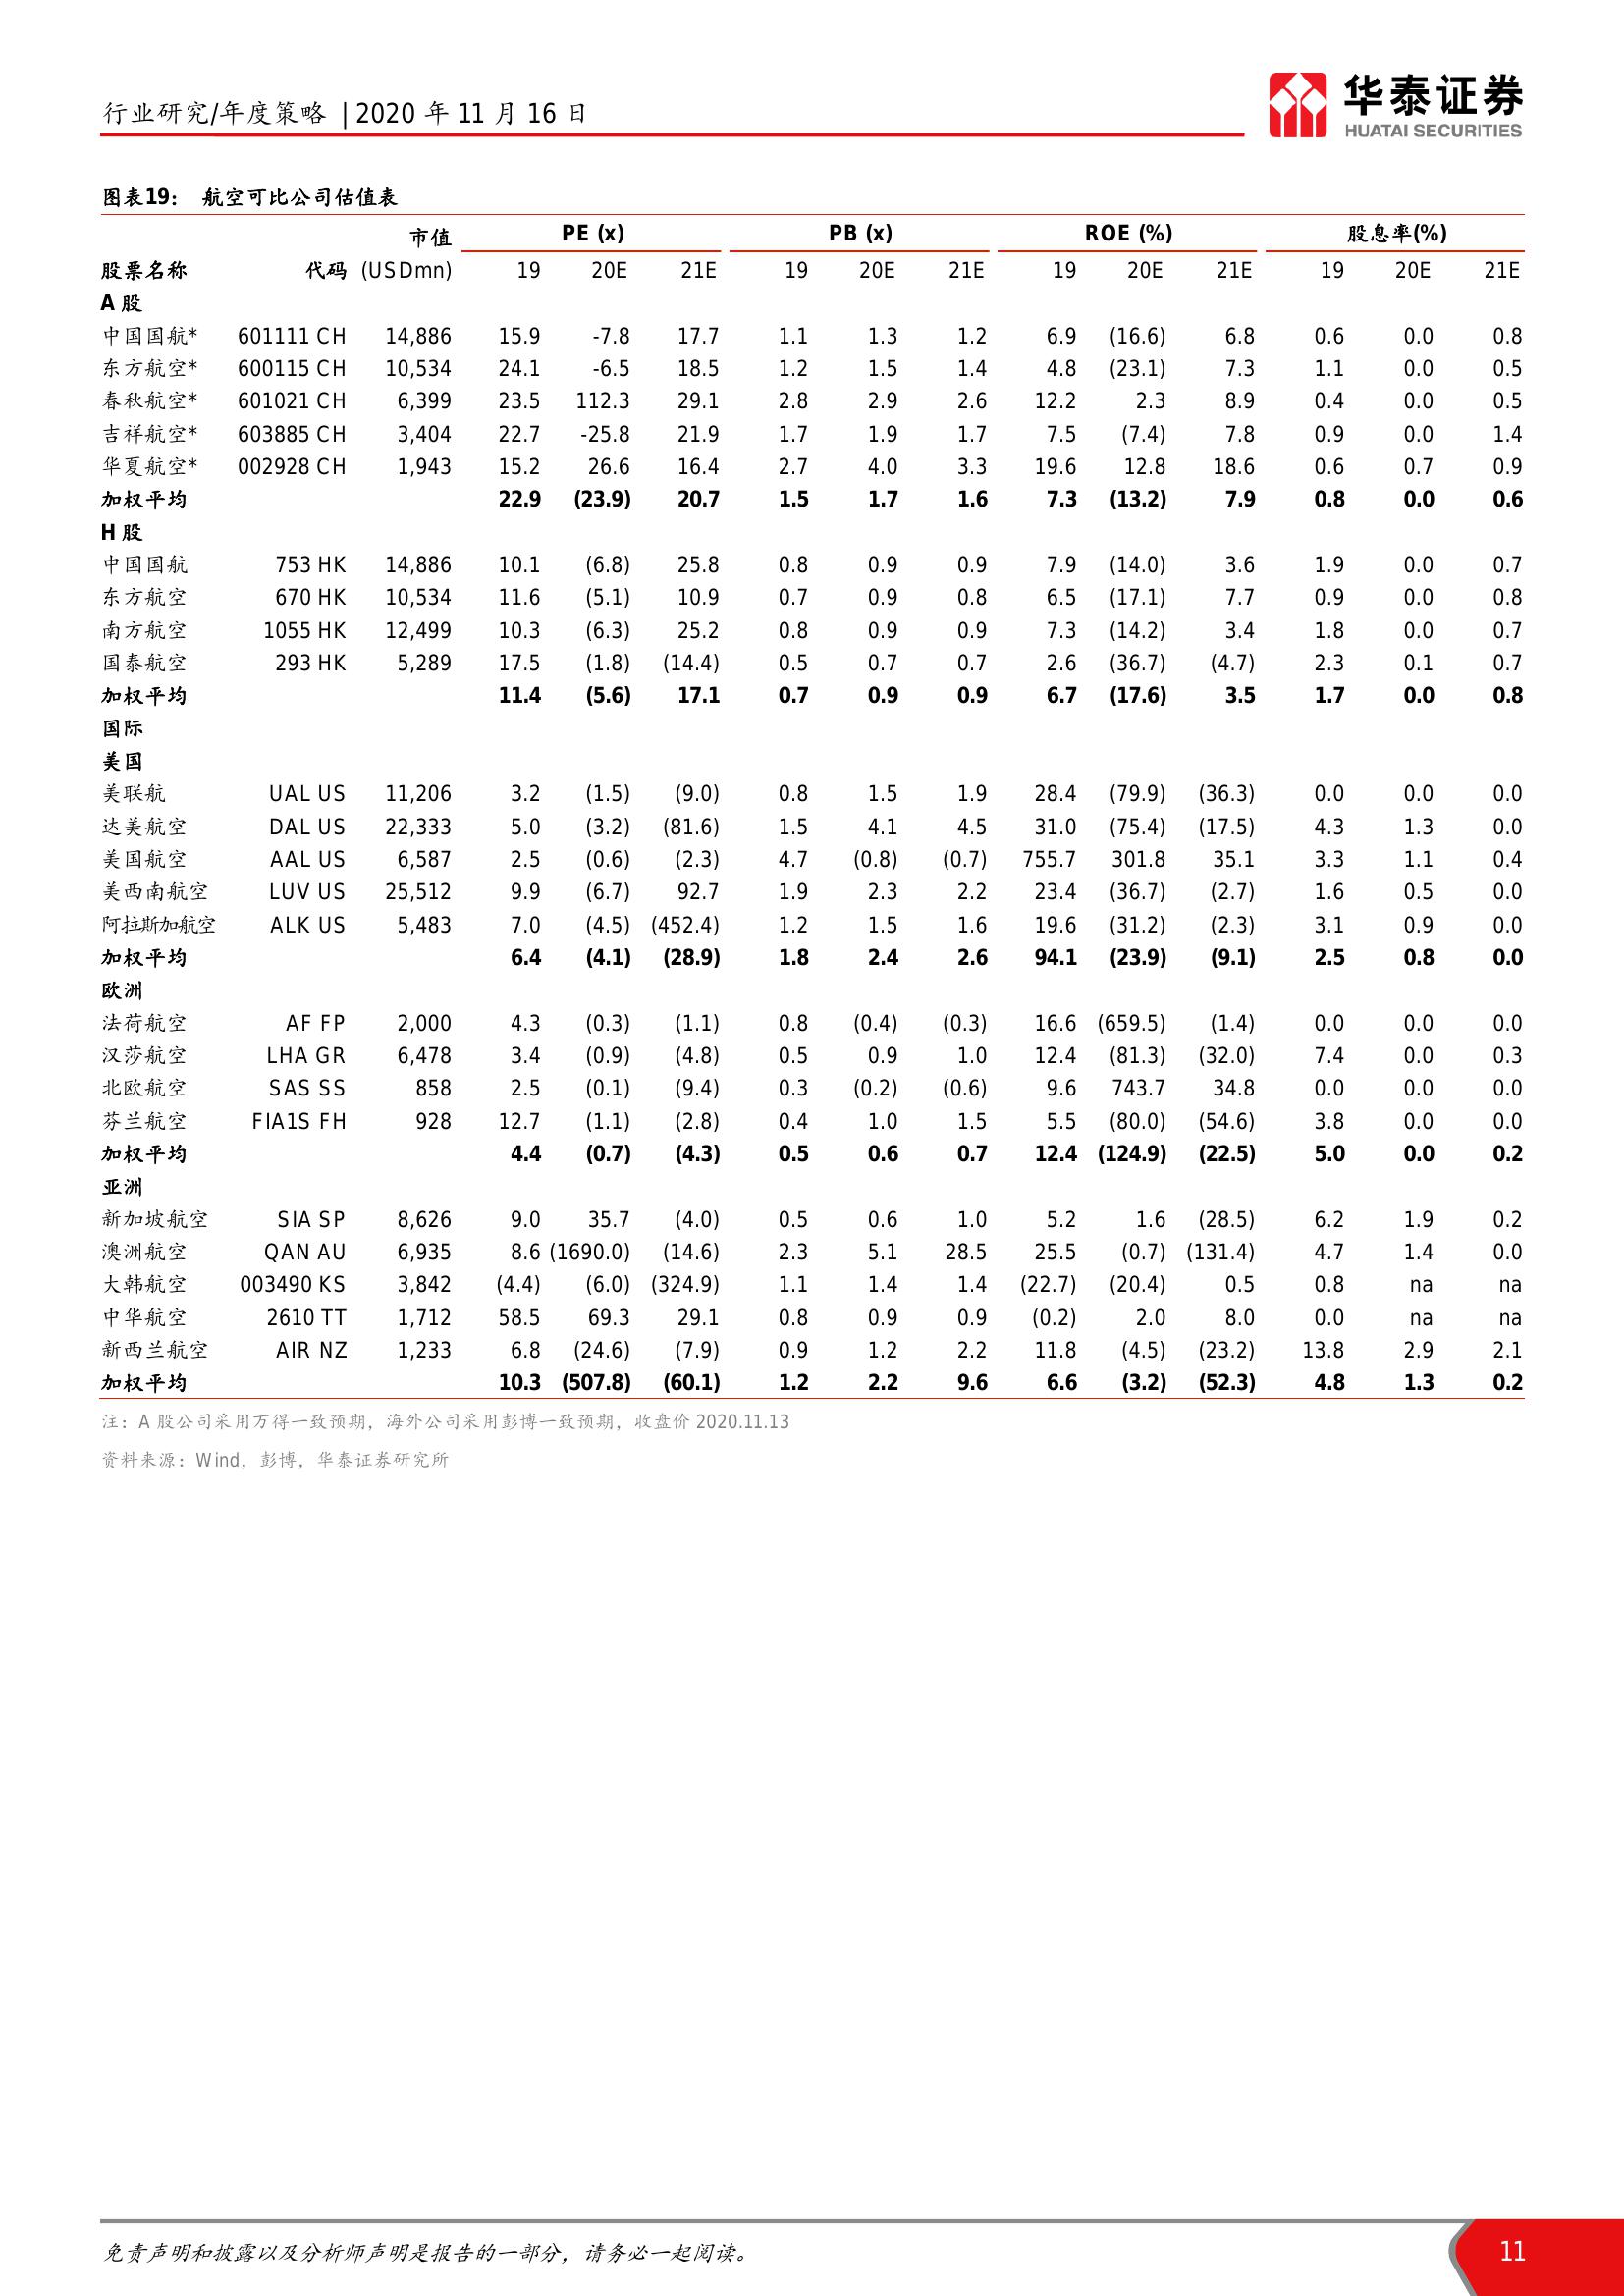 行业研究/年度策略 | 2020 年 11 月 16 日
华泰证券
HUATAI SECURITIES
图表19： 航空可比公司估值表
市值 PE (x) PB (x) ROE (%) 股息率(%)
股票名称 代码 (USDmn) 19 20E 21E 19 20E 21E 19 20E 21E 19 20E 21E
A 股
中国国航* 601111 CH 14,886 15.9 -7.8 17.7 1.1 1.3 1.2 6.9 (16.6) 6.8 0.6 0.0 0.8
东方航空* 600115 CH 10,534 24.1 -6.5 18.5 1.2 1.5 1.4 4.8 (23.1) 7.3 1.1 0.0 0.5
春秋航空* 601021 CH 6,399 23.5 112.3 29.1 2.8 2.9 2.6 12.2 2.3 8.9 0.4 0.0 0.5
吉祥航空* 603885 CH 3,404 22.7 -25.8 21.9 1.7 1.9 1.7 7.5 (7.4) 7.8 0.9 0.0 1.4
华夏航空* 002928 CH 1,943 15.2 26.6 16.4 2.7 4.0 3.3 19.6 12.8 18.6 0.6 0.7 0.9
加权平均 22.9 (23.9) 20.7 1.5 1.7 1.6 7.3 (13.2) 7.9 0.8 0.0 0.6
H 股
中国国航 753 HK 14,886 10.1 (6.8) 25.8 0.8 0.9 0.9 7.9 (14.0) 3.6 1.9 0.0 0.7
东方航空 670 HK 10,534 11.6 (5.1) 10.9 0.7 0.9 0.8 6.5 (17.1) 7.7 0.9 0.0 0.8
南方航空 1055 HK 12,499 10.3 (6.3) 25.2 0.8 0.9 0.9 7.3 (14.2) 3.4 1.8 0.0 0.7
国泰航空 293 HK 5,289 17.5 (1.8) (14.4) 0.5 0.7 0.7 2.6 (36.7) (4.7) 2.3 0.1 0.7
加权平均 11.4 (5.6) 17.1 0.7 0.9 0.9 6.7 (17.6) 3.5 1.7 0.0 0.8
国际
美国
美联航 UAL US 11,206 3.2 (1.5) (9.0) 0.8 1.5 1.9 28.4 (79.9) (36.3) 0.0 0.0 0.0
达美航空 DAL US 22,333 5.0 (3.2) (81.6) 1.5 4.1 4.5 31.0 (75.4) (17.5) 4.3 1.3 0.0
美国航空 AAL US 6,587 2.5 (0.6) (2.3) 4.7 (0.8) (0.7) 755.7 301.8 35.1 3.3 1.1 0.4
美西南航空 LUV US 25,512 9.9 (6.7) 92.7 1.9 2.3 2.2 23.4 (36.7) (2.7) 1.6 0.5 0.0
阿拉斯加航空 ALK US 5,483 7.0 (4.5) (452.4) 1.2 1.5 1.6 19.6 (31.2) (2.3) 3.1 0.9 0.0
加权平均 6.4 (4.1) (28.9) 1.8 2.4 2.6 94.1 (23.9) (9.1) 2.5 0.8 0.0
欧洲
法荷航空 AF FP 2,000 4.3 (0.3) (1.1) 0.8 (0.4) (0.3) 16.6 (659.5) (1.4) 0.0 0.0 0.0
汉莎航空 LHA GR 6,478 3.4 (0.9) (4.8) 0.5 0.9 1.0 12.4 (81.3) (32.0) 7.4 0.0 0.3
北欧航空 SAS SS 858 2.5 (0.1) (9.4) 0.3 (0.2) (0.6) 9.6 743.7 34.8 0.0 0.0 0.0
芬兰航空 FIA1S FH 928 12.7 (1.1) (2.8) 0.4 1.0 1.5 5.5 (80.0) (54.6) 3.8 0.0 0.0
加权平均 4.4 (0.7) (4.3) 0.5 0.6 0.7 12.4 (124.9) (22.5) 5.0 0.0 0.2
亚洲
新加坡航空 SIA SP 8,626 9.0 35.7 (4.0) 0.5 0.6 1.0 5.2 1.6 (28.5) 6.2 1.9 0.2
澳洲航空 QAN AU 6,935 8.6 (1690.0) (14.6) 2.3 5.1 28.5 25.5 (0.7) (131.4) 4.7 1.4 0.0
大韩航空 003490 KS 3,842 (4.4) (6.0) (324.9) 1.1 1.4 1.4 (22.7) (20.4) 0.5 0.8 na na
中华航空 2610 TT 1,712 58.5 69.3 29.1 0.8 0.9 0.9 (0.2) 2.0 8.0 0.0 na na
新西兰航空 AIR NZ 1,233 6.8 (24.6) (7.9) 0.9 1.2 2.2 11.8 (4.5) (23.2) 13.8 2.9 2.1
加权平均 10.3 (507.8) (60.1) 1.2 2.2 9.6 6.6 (3.2) (52.3) 4.8 1.3 0.2
注：A 股公司采用万得一致预期，海外公司采用彭博一致预期，收盘价 2020.11.13
资料来源：Wind，彭博，华泰证券研究所
免责声明和披露以及分析师声明是报告的一部分，请务必一起阅读。
11